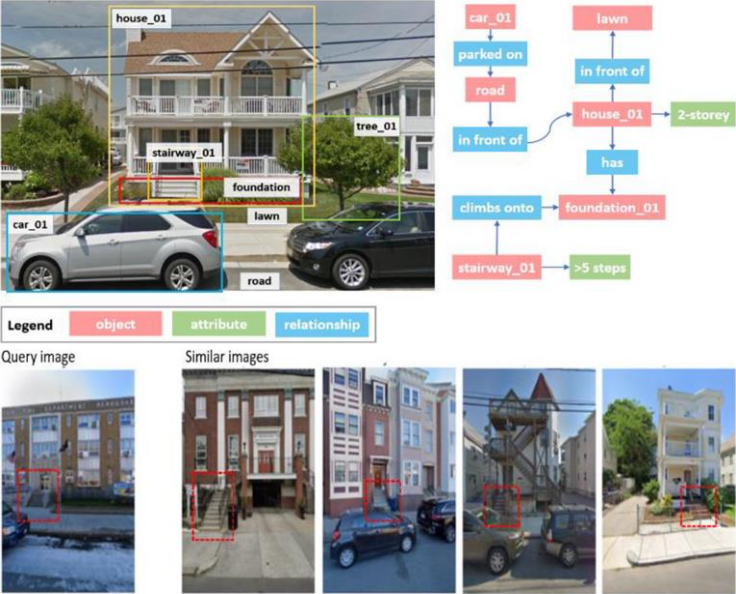 house_01
tree_01
stairway_01
foundation
lawn
car_01
road
car_01
lawn
parked on
in front of
road
house_01
2-storey
in front of
has
climbs onto
foundation_01
stairway_01
>5 steps
Legend
object
attribute
relationship
Query image
Similar images